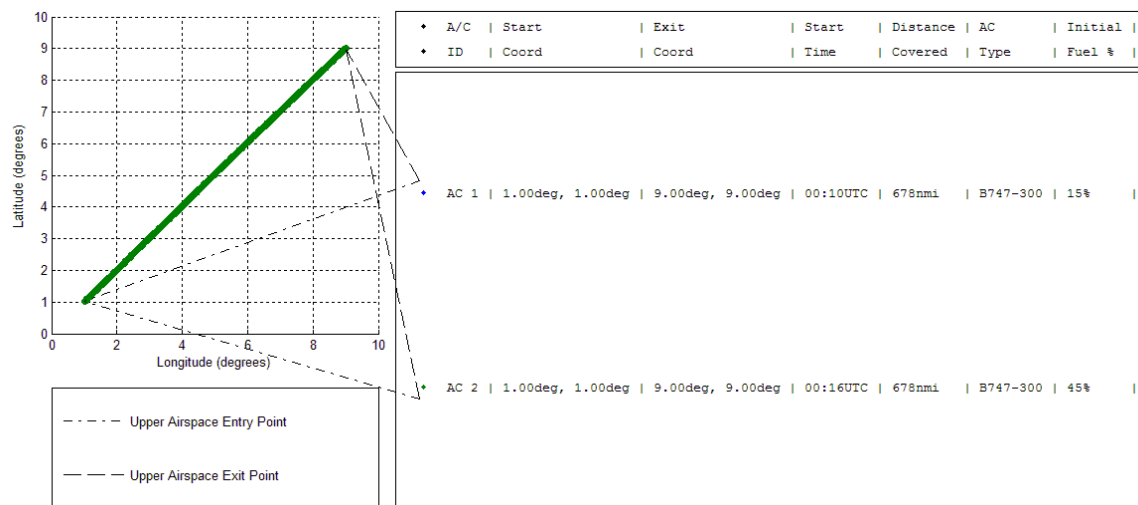 10
9
8
7
6
5
4
3
2
1
0
0 2 4 6 8 10
Latitude (degrees)
Longitude (degrees)
Upper Airspace Entry Point
Upper Airspace Exit Point
A/C | Start | Exit | Start | Distance | AC | Initial |
ID | Coord | Coord | Time | Covered | Type | Fuel % |
AC 1 | 1.00deg, 1.00deg | 9.00deg, 9.00deg | 00:10UTC | 678nmi | B747-300 | 15% |
AC 2 | 1.00deg, 1.00deg | 9.00deg, 9.00deg | 00:16UTC | 678nmi | B747-300 | 45% |